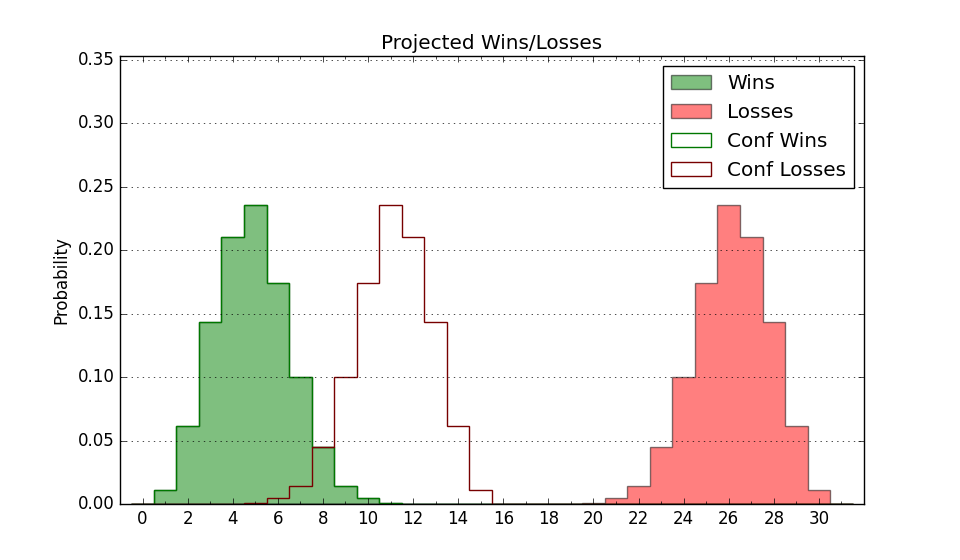 Projected Wins/Losses
0.35
0.30
0.25
0.20
0.15
0.10
0.05
0.00
Probability
Wins
Losses
Conf Wins
Conf Losses
0 2 4 6 8 10 12 14 16 18 20 22 24 26 28 30